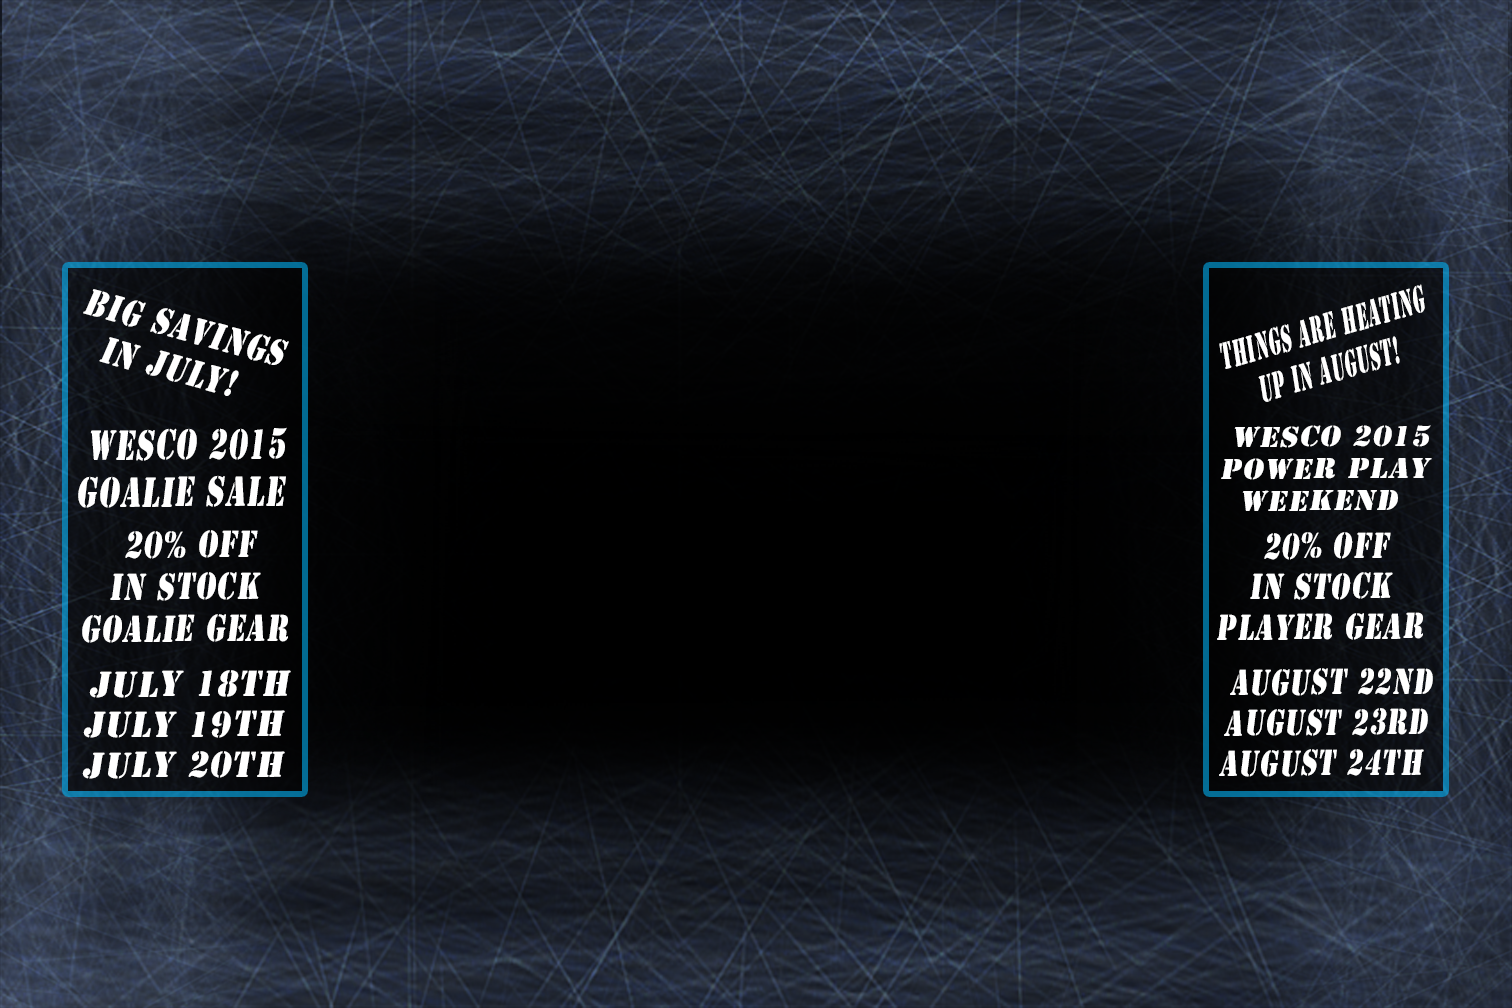 BIG SAVINGS
IN JULY!
WESCO 2015
GOALIE SALE
20% OFF
IN STOCK
GOALIE GEAR
JULY 18TH
JULY 19TH
JULY 20TH
THINGS ARE HEATING
UP IN AUGUST!
WESCO 2015
POWER PLAY
WEEKEND
20% OFF
IN STOCK
PLAYER GEAR
AUGUST 22ND
AUGUST 23RD
AUGUST 24TH